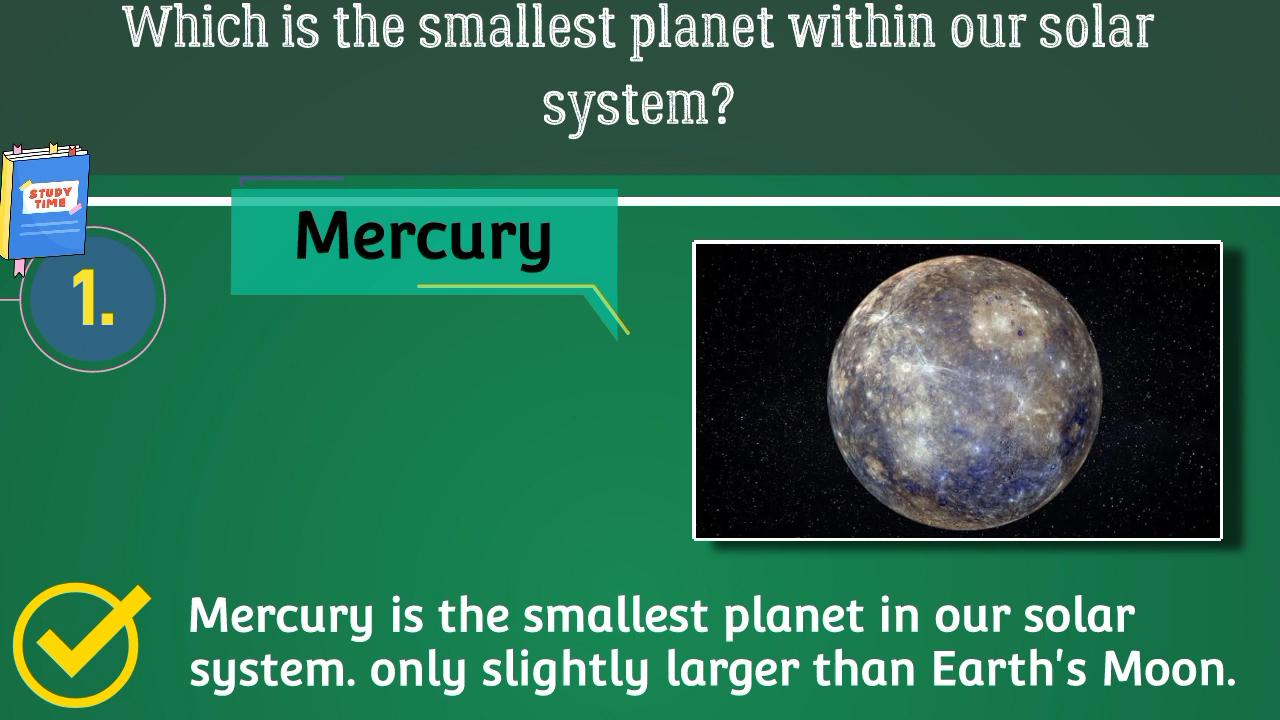 Which is the smallest planet within our solar
system?
STUDY
TIME
Mercury
1.
Mercury is the smallest planet in our solar
system. only slightly larger than Earth's Moon.